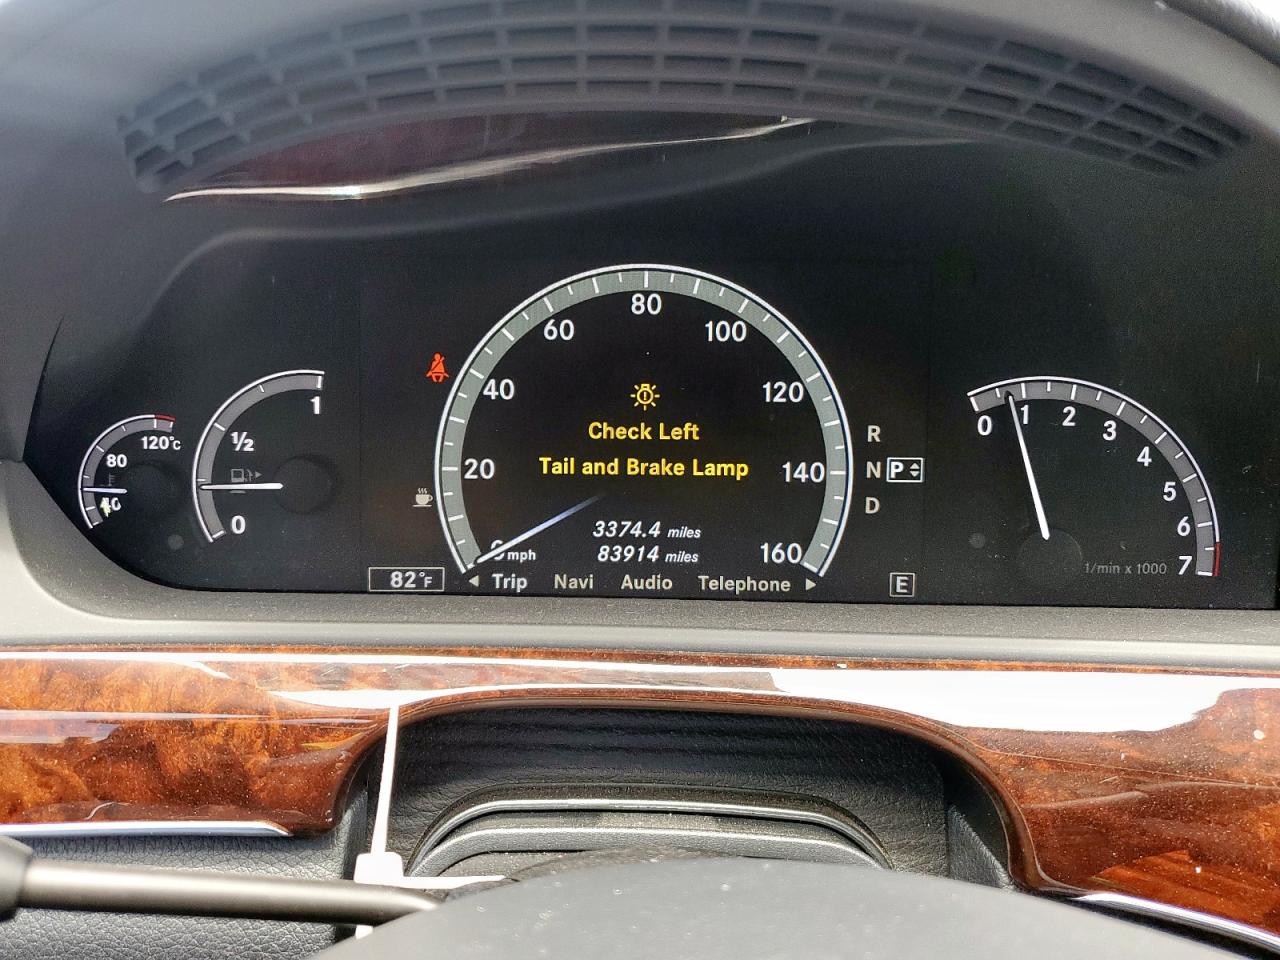 120°C
80
40
1
½
0
0 mph
20
40
60
80
100
120
140
160
Check Left
Tail and Brake Lamp
3374.4 miles
83914 miles
82°F
Trip Navi Audio Telephone
R
N P
D
E
0
1
2
3
4
5
6
7
1/min x 1000